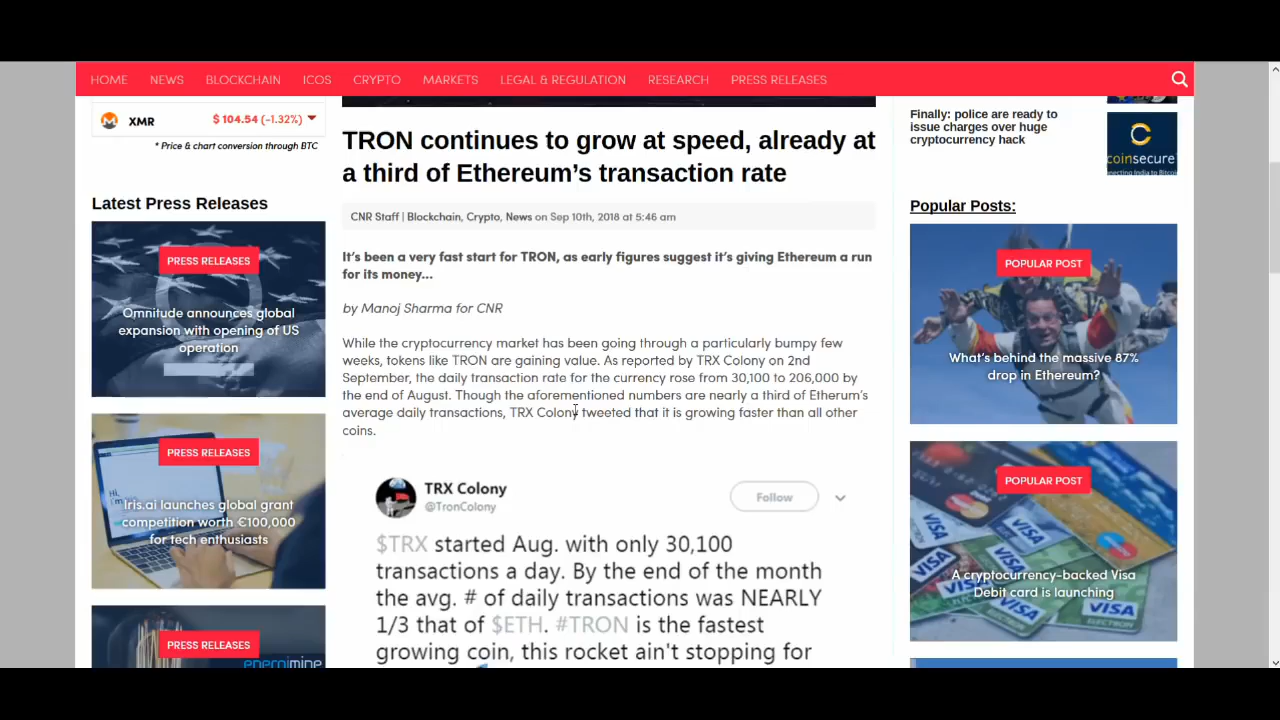 HOME NEWS BLOCKCHAIN ICOS CRYPTO MARKETS LEGAL & REGULATION RESEARCH PRESS RELEASES
XMR $ 104.54 (-1.32%)
* Price & chart conversion through BTC
Latest Press Releases
PRESS RELEASES
Omnitude announces global
expansion with opening of US
operation
PRESS RELEASES
Iris.ai launches global grant
competition worth €100,000
for tech enthusiasts
PRESS RELEASES
energimine
TRON continues to grow at speed, already at
a third of Ethereum’s transaction rate
CNR Staff | Blockchain, Crypto, News on Sep 10th, 2018 at 5:46 am
It’s been a very fast start for TRON, as early figures suggest it’s giving Ethereum a run
for its money…
by Manoj Sharma for CNR
While the cryptocurrency market has been going through a particularly bumpy few
weeks, tokens like TRON are gaining value. As reported by TRX Colony on 2nd
September, the daily transaction rate for the currency rose from 30,100 to 206,000 by
the end of August. Though the aforementioned numbers are nearly a third of Etherum’s
average daily transactions, TRX Colony tweeted that it is growing faster than all other
coins.
TRX Colony
@TronColony
Follow
$TRX started Aug. with only 30,100
transactions a day. By the end of the month
the avg. # of daily transactions was NEARLY
1/3 that of $ETH. #TRON is the fastest
growing coin, this rocket ain't stopping for
Finally: police are ready to
issue charges over huge
cryptocurrency hack
coinsecure
Popular Posts:
POPULAR POST
What’s behind the massive 87%
drop in Ethereum?
POPULAR POST
A cryptocurrency-backed Visa
Debit card is launching
VISA
VISA
VISA
VISA
ELECTRON